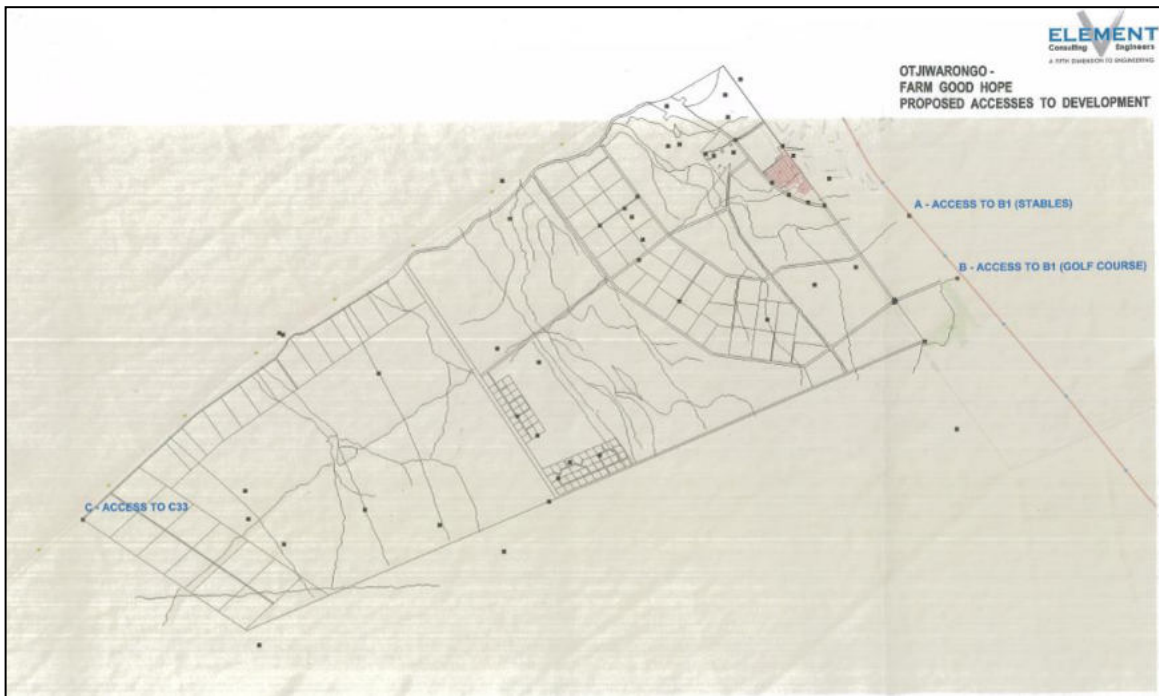 ELEMENT
Consulting Engineers
A FIFTH DIMENSION TO ENGINEERING
OTJIWARONGO -
FARM GOOD HOPE
PROPOSED ACCESSES TO DEVELOPMENT
A - ACCESS TO B1 (STABLES)
B - ACCESS TO B1 (GOLF COURSE)
C - ACCESS TO C33